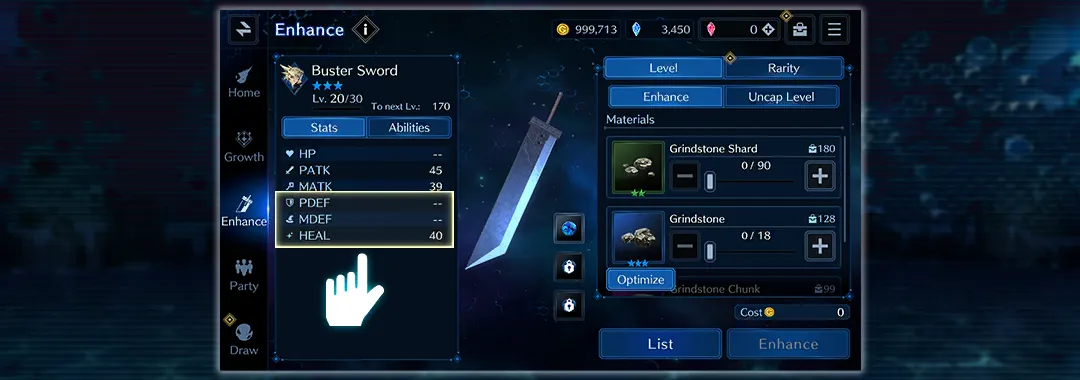 Enhance i
999,713
3,450
0
Home
Growth
Enhance
Party
Draw
Buster Sword
Lv. 20/30
To next Lv.: 170
Stats
Abilities
HP --
PATK 45
MATK 39
PDEF --
MDEF --
HEAL 40
Level
Rarity
Enhance
Uncap Level
Materials
Grindstone Shard 180
0 / 90
Grindstone 128
0 / 18
Optimize
Grindstone Chunk 99
Cost G 0
List
Enhance